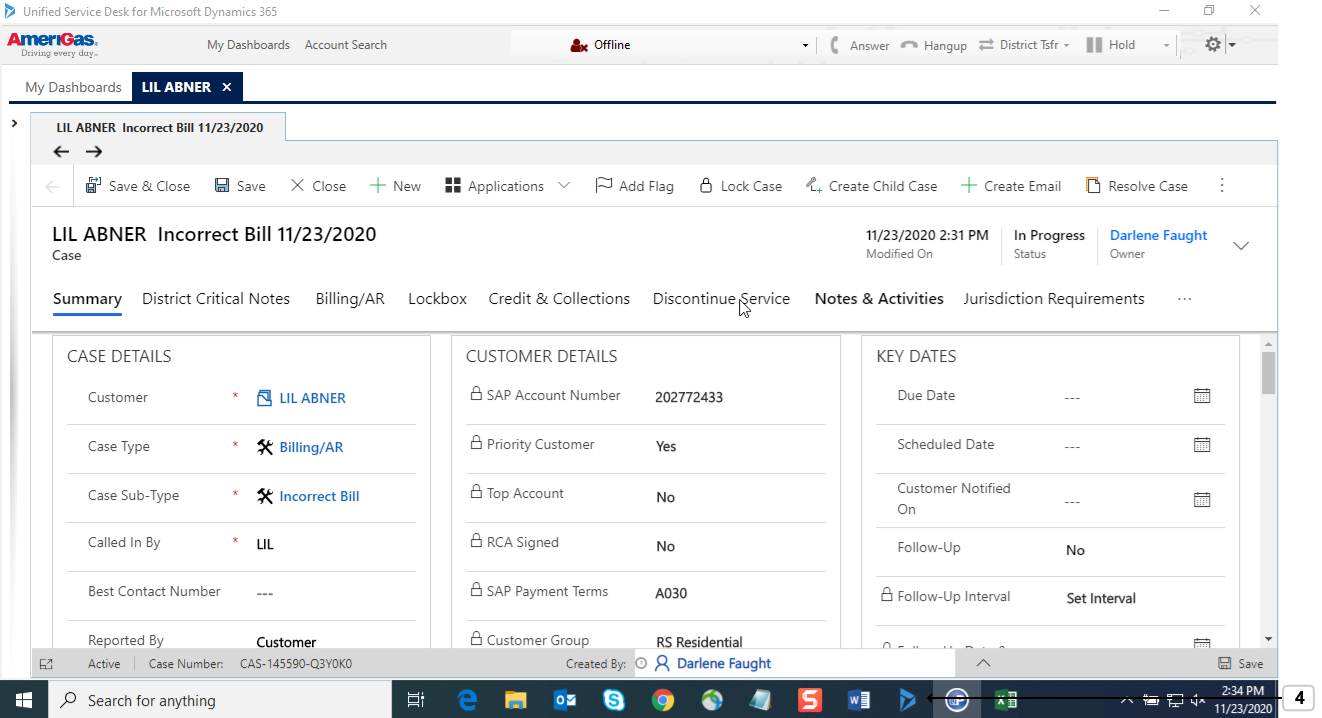 Unified Service Desk for Microsoft Dynamics 365
AmeriGas
Driving every day
My Dashboards Account Search Offline Answer Hangup District Tsfr Hold
My Dashboards LIL ABNER
LIL ABNER Incorrect Bill 11/23/2020
Save & Close Save Close New Applications Add Flag Lock Case Create Child Case Create Email Resolve Case
LIL ABNER Incorrect Bill 11/23/2020
Case
11/23/2020 2:31 PM In Progress Darlene Faught
Modified On Status Owner
Summary District Critical Notes Billing/AR Lockbox Credit & Collections Discontinue Service Notes & Activities Jurisdiction Requirements ...
CASE DETAILS
Customer * LIL ABNER
Case Type * Billing/AR
Case Sub-Type * Incorrect Bill
Called In By * LIL
Best Contact Number ---
Reported By Customer
CUSTOMER DETAILS
SAP Account Number 202772433
Priority Customer Yes
Top Account No
RCA Signed No
SAP Payment Terms A030
Customer Group RS Residential
KEY DATES
Due Date ---
Scheduled Date ---
Customer Notified
On ---
Follow-Up No
Follow-Up Interval Set Interval
Active Case Number: CAS-145590-Q3Y0K0 Created By: Darlene Faught Save
Search for anything
2:34 PM
11/23/2020
4